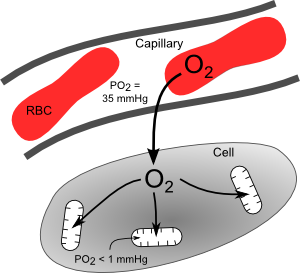 Capillary
O₂
PO2 =
35 mmHg
RBC
Cell
O₂
PO2 < 1 mmHg